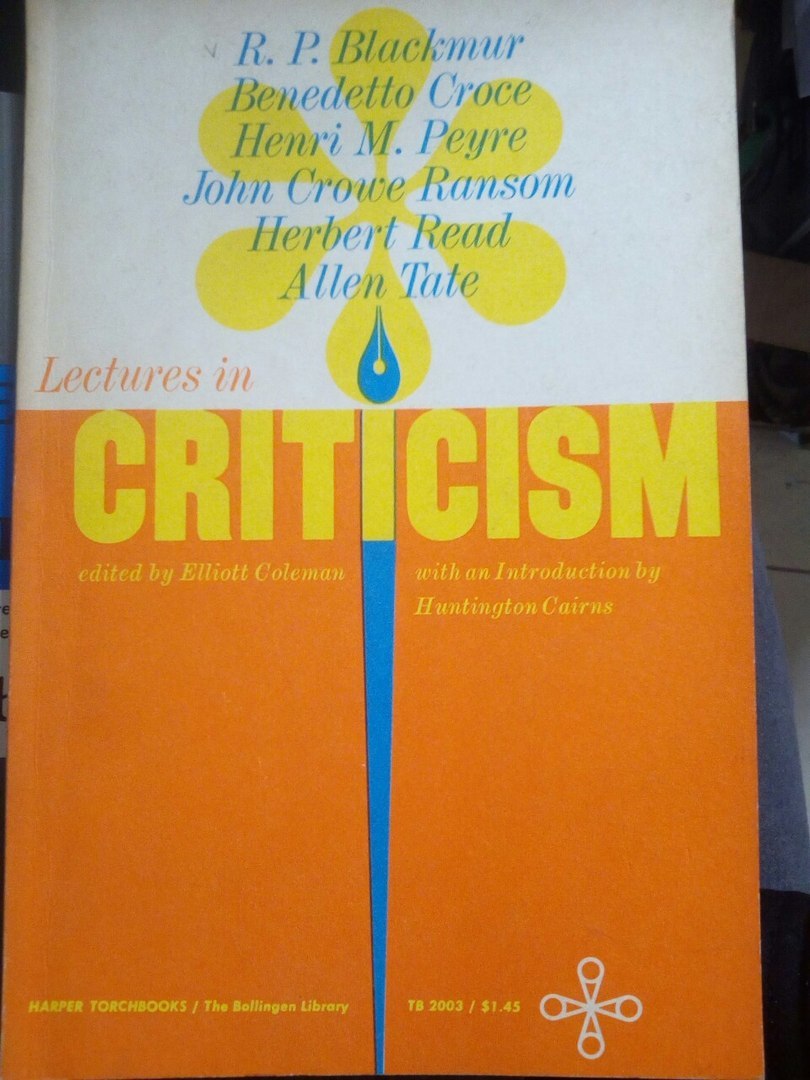 R. P. Blackmur
Benedetto Croce
Henri M. Peyre
John Crowe Ransom
Herbert Read
Allen Tate
Lectures in
CRITICISM
edited by Elliott Coleman
with an Introduction by
Huntington Cairns
HARPER TORCHBOOKS / The Bollingen Library
TB 2003 / $1.45